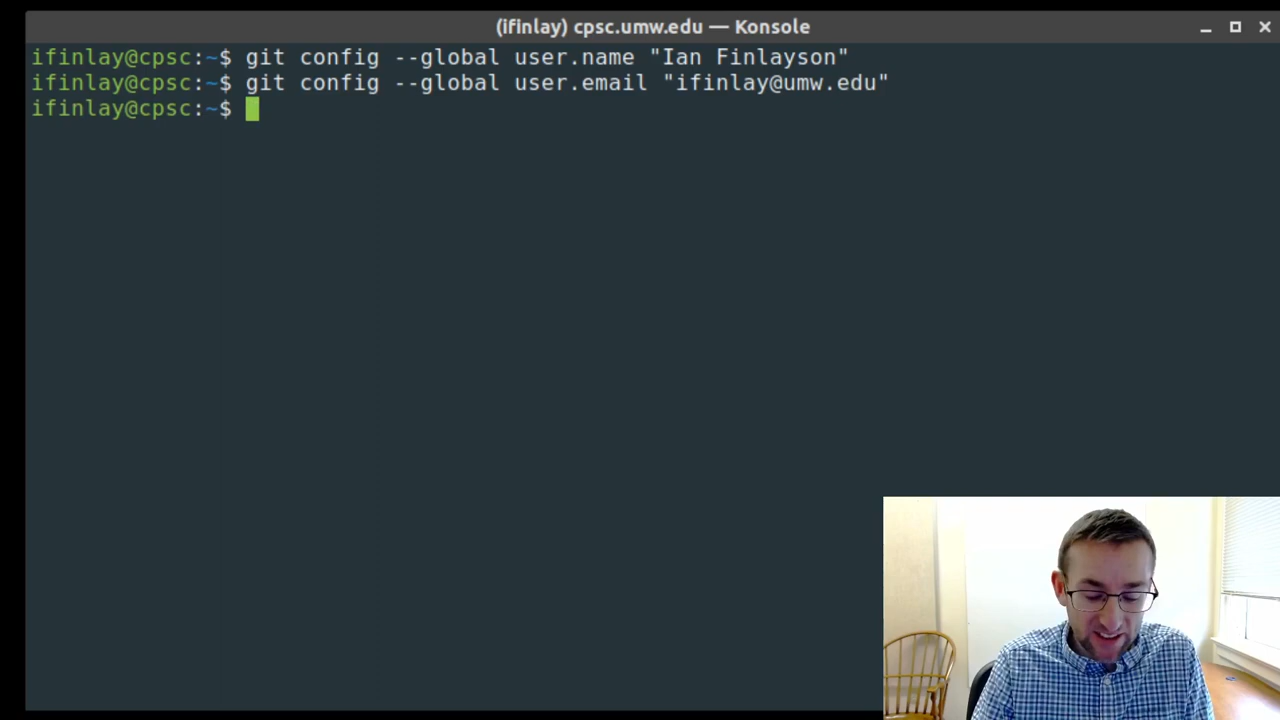 (ifinlay) cpsc.umw.edu — Konsole
ifinlay@cpsc:~$ git config --global user.name "Ian Finlayson"
ifinlay@cpsc:~$ git config --global user.email "ifinlay@umw.edu"
ifinlay@cpsc:~$